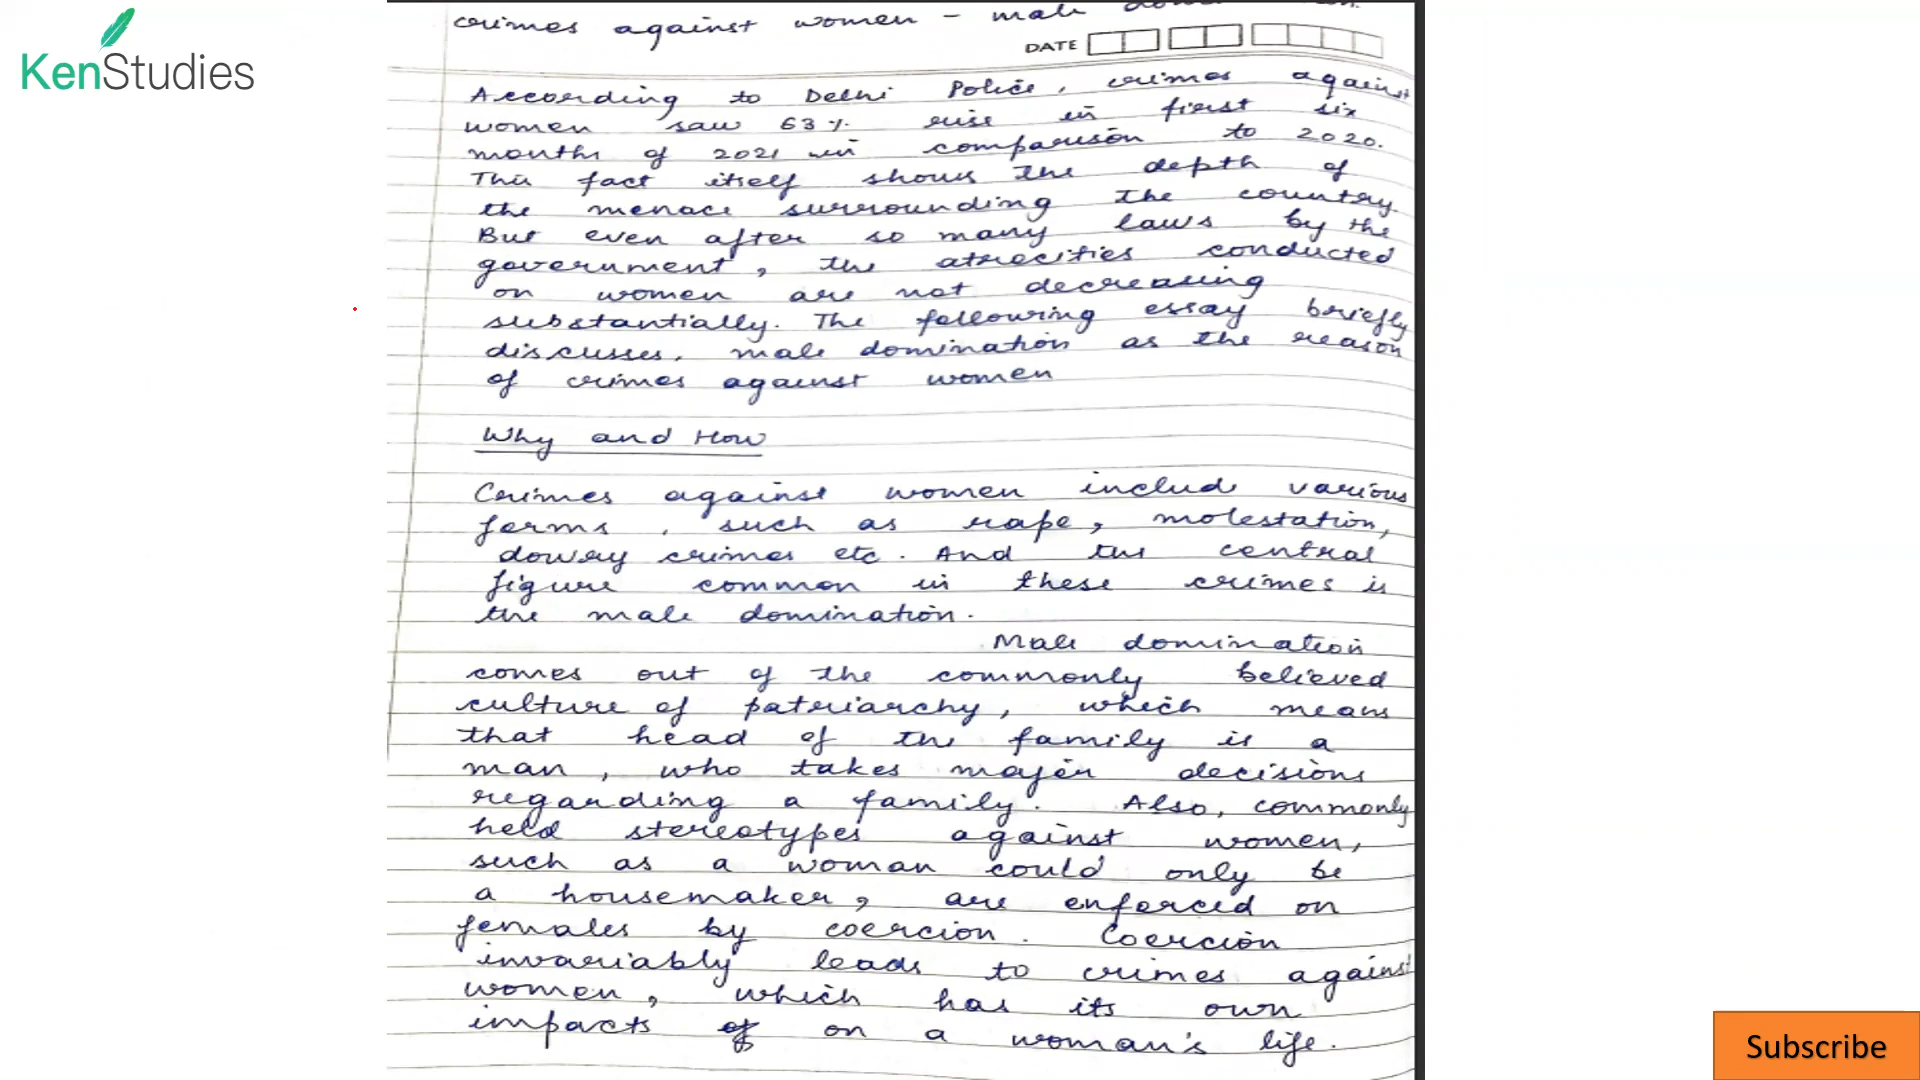 KenStudies
crimes against women - male
DATE
According to Delhi Police, crimes against
women saw 63% rise in first six
months of 2021 in comparison to 2020.
This fact itself shows the depth of
the menace surrounding the country.
But even after so many laws by the
government, the atrecities conducted
on women are not decreasing
substantially. The following essay briefly
discusses, male domination as the reason
of crimes against women
Why and How
Crimes against women include various
forms, such as rape, molestation,
dowry crimes etc. And the central
figure common in these crimes is
the male domination.
Male domination
comes out of the commonly believed
culture of patriarchy, which means
that head of the family is a
man, who takes major decisions
regarding a family. Also, commonly
held stereotypes against women,
such as a woman could only be
a housemaker, are enforced on
females by coercion. Coercion
invariably leads to crimes against
women, which has its own
impacts of on a woman's life.
Subscribe